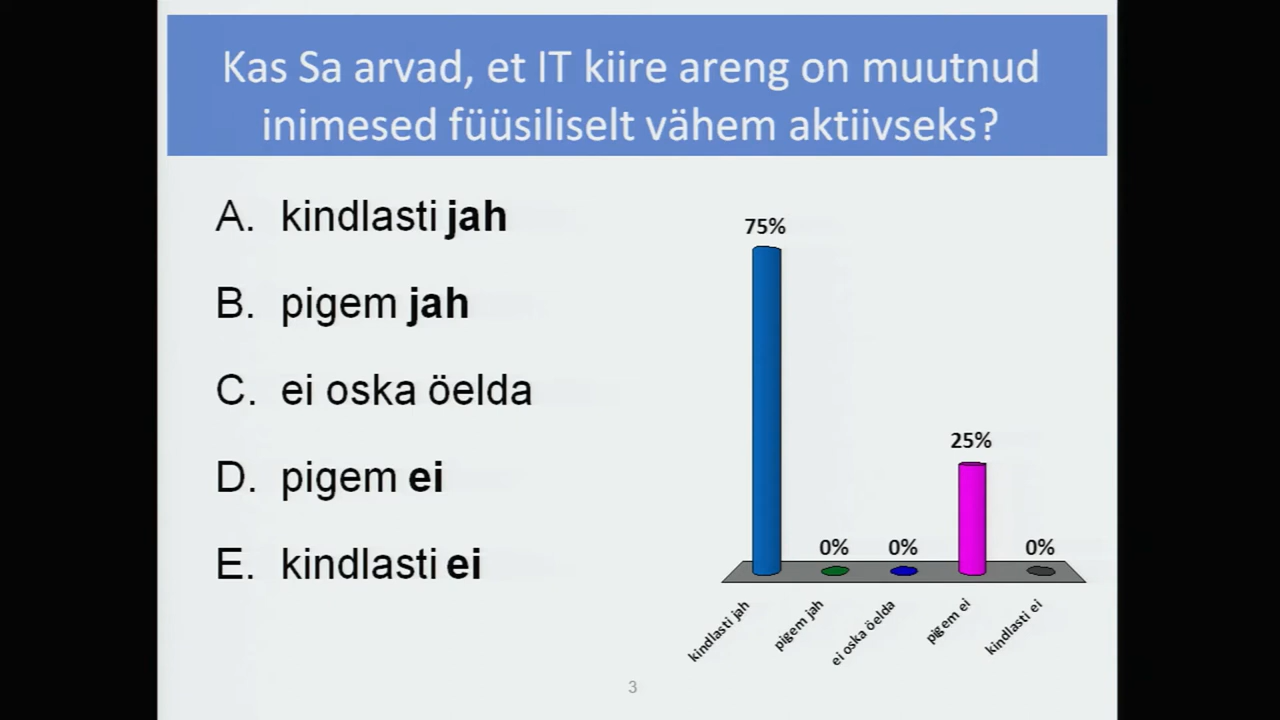 Kas Sa arvad, et IT kiire areng on muutnud
inimesed füüsiliselt vähem aktiivseks?
A. kindlasti jah
B. pigem jah
C. ei oska öelda
D. pigem ei
E. kindlasti ei
75%
0%
0%
25%
0%
kindlasti jah
pigem jah
ei oska öelda
pigem ei
kindlasti ei
3